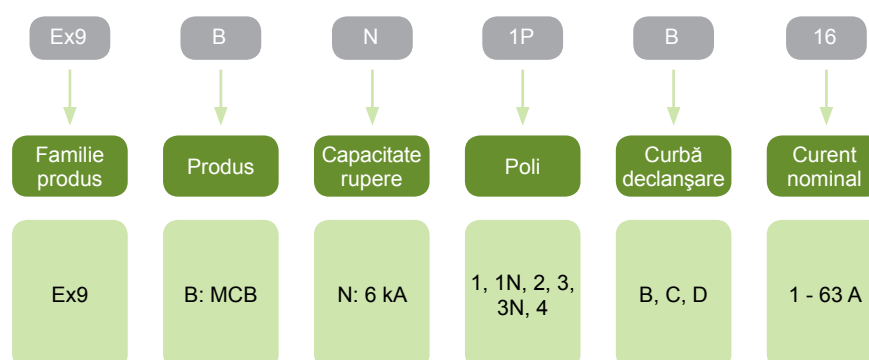 Ex9
B
N
1P
B
16
Familie
produs
Produs
Capacitate
rupere
Poli
Curbă
declanşare
Curent
nominal
Ex9
B: MCB
N: 6 kA
1, 1N, 2, 3,
3N, 4
B, C, D
1 - 63 A